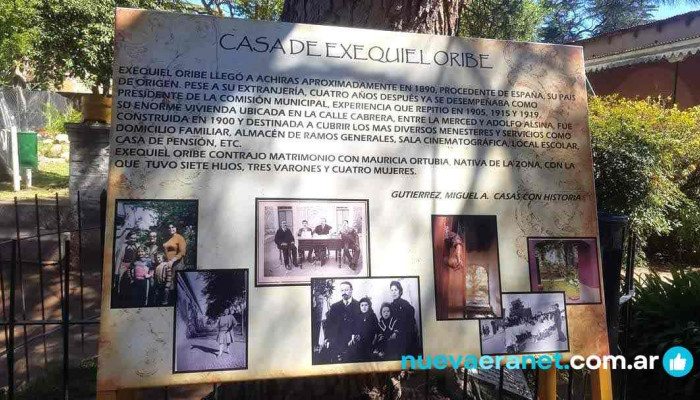 CASA DE EXEQUIEL ORIBE
EXEQUIEL ORIBE LLEGÓ A ACHIRAS APROXIMADAMENTE EN 1890, PROCEDENTE DE ESPAÑA, SU PAIS
DE ORIGEN. PESE A SU EXTRANJERÍA, CUATRO AÑOS DESPUÉS YA SE DESEMPEÑABA COMO
PRESIDENTE DE LA COMISIÓN MUNICIPAL, EXPERIENCIA QUE REPITIO EN 1905, 1915 Y 1919.
SU ENORME VIVIENDA UBICADA EN LA CALLE CABRERA, ENTRE LA MERCED Y ADOLFO ALSINA, FUE
CONSTRUIDA EN 1900 Y DESTINADA A CUBRIR LOS MAS DIVERSOS MENESTERES Y SERVICIOS COMO
DOMICILIO FAMILIAR, ALMACÉN DE RAMOS GENERALES, SALA CINEMATOGRÁFICA, LOCAL ESCOLAR,
CASA DE PENSIÓN, ETC.
EXEQUIEL ORIBE CONTRAJO MATRIMONIO CON MAURICIA ORTUBIA, NATIVA DE LA ZONA, CON LA
QUE TUVO SIETE HIJOS, TRES VARONES Y CUATRO MUJERES.
GUTIERREZ, MIGUEL A. CASAS CON HISTORIA
nuevaeranet.com.ar